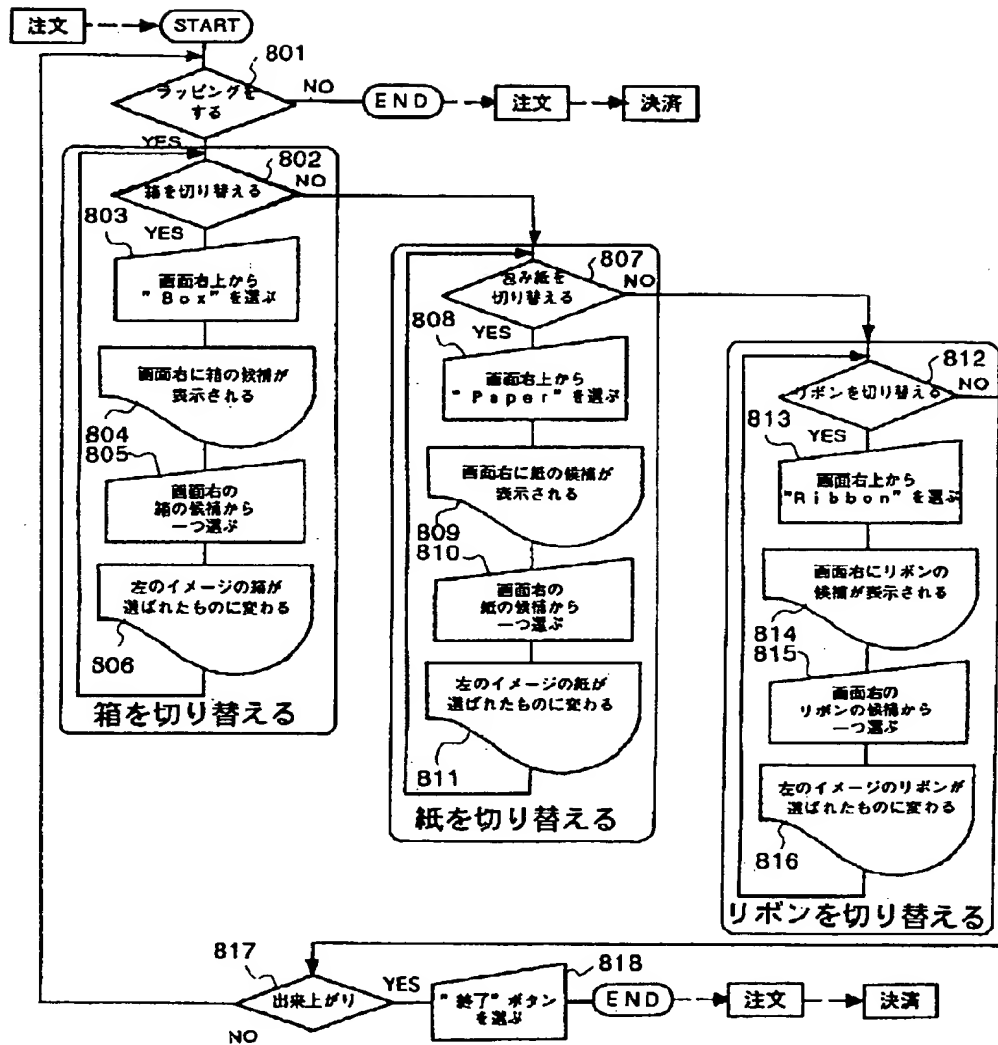 注文
START
801
ラッピングを
する
NO
END
注文
決済
YES
802
箱を切り替える
NO
803
YES
画面右上から
"Box"を選ぶ
画面右に箱の候補が
表示される
804
805
画面右の
箱の候補から
一つ選ぶ
左のイメージの箱が
選ばれたものに変わる
806
箱を切り替える
807
包み紙を
切り替える
NO
808
YES
画面右上から
"Paper"を選ぶ
画面右に紙の候補が
表示される
809
810
画面右の
紙の候補から
一つ選ぶ
左のイメージの紙が
選ばれたものに変わる
811
紙を切り替える
812
リボンを切り替える
NO
813
YES
画面右上から
"Ribbon"を選ぶ
画面右にリボンの
候補が表示される
814
815
画面右の
リボンの候補から
一つ選ぶ
左のイメージのリボンが
選ばれたものに変わる
816
リボンを切り替える
817
出来上がり
YES
NO
818
"終了"ボタン
を選ぶ
END
注文
決済